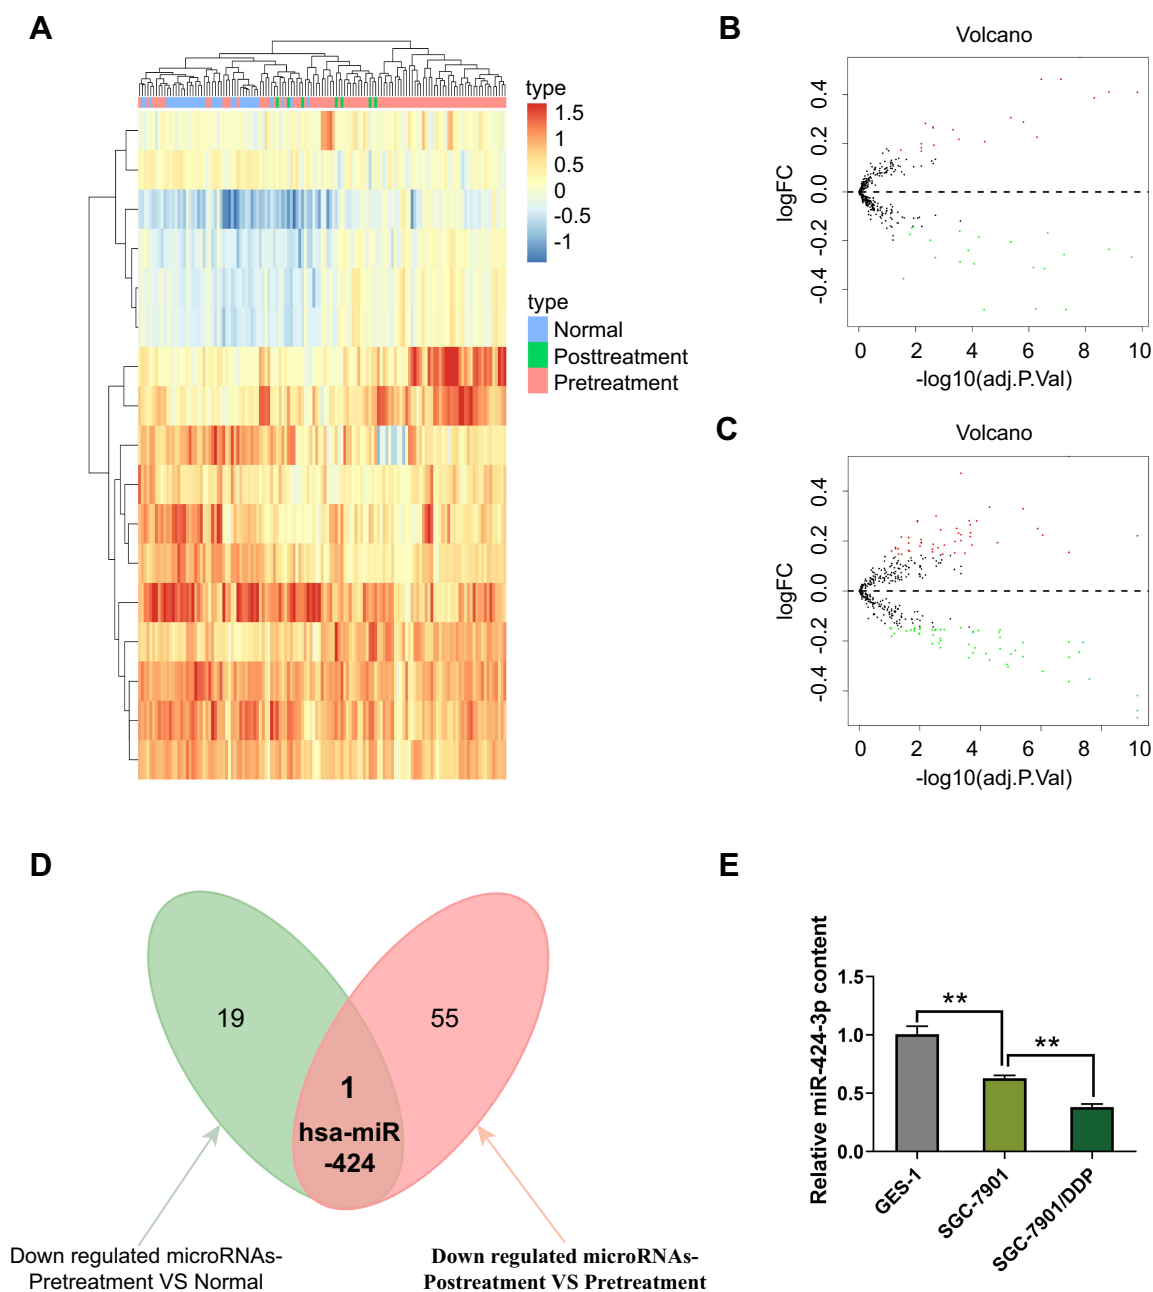 A
type
1.5
1
0.5
0
-0.5
-1
type
Normal
Posttreatment
Pretreatment
B
Volcano
logFC
0.4
0.2
0.0
-0.2
-0.4
0 2 4 6 8 10
-log10(adj.P.Val)
C
Volcano
logFC
0.4
0.2
0.0
-0.2
-0.4
0 2 4 6 8 10
-log10(adj.P.Val)
D
19
55
1
hsa-miR
-424
Down regulated microRNAs-
Pretreatment VS Normal
Down regulated microRNAs-
Postreatment VS Pretreatment
E
Relative miR-424-3p content
1.5
1.0
0.5
0.0
**
**
GES-1
SGC-7901
SGC-7901/DDP